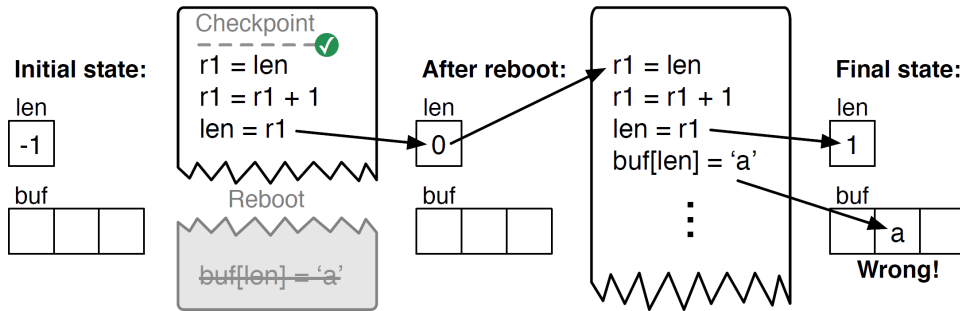 Initial state:
len
-1
buf
Checkpoint
r1 = len
r1 = r1 + 1
len = r1
Reboot
buf[len] = ‘a’
After reboot:
len
0
buf
r1 = len
r1 = r1 + 1
len = r1
buf[len] = ‘a’
Final state:
len
1
buf
a
Wrong!